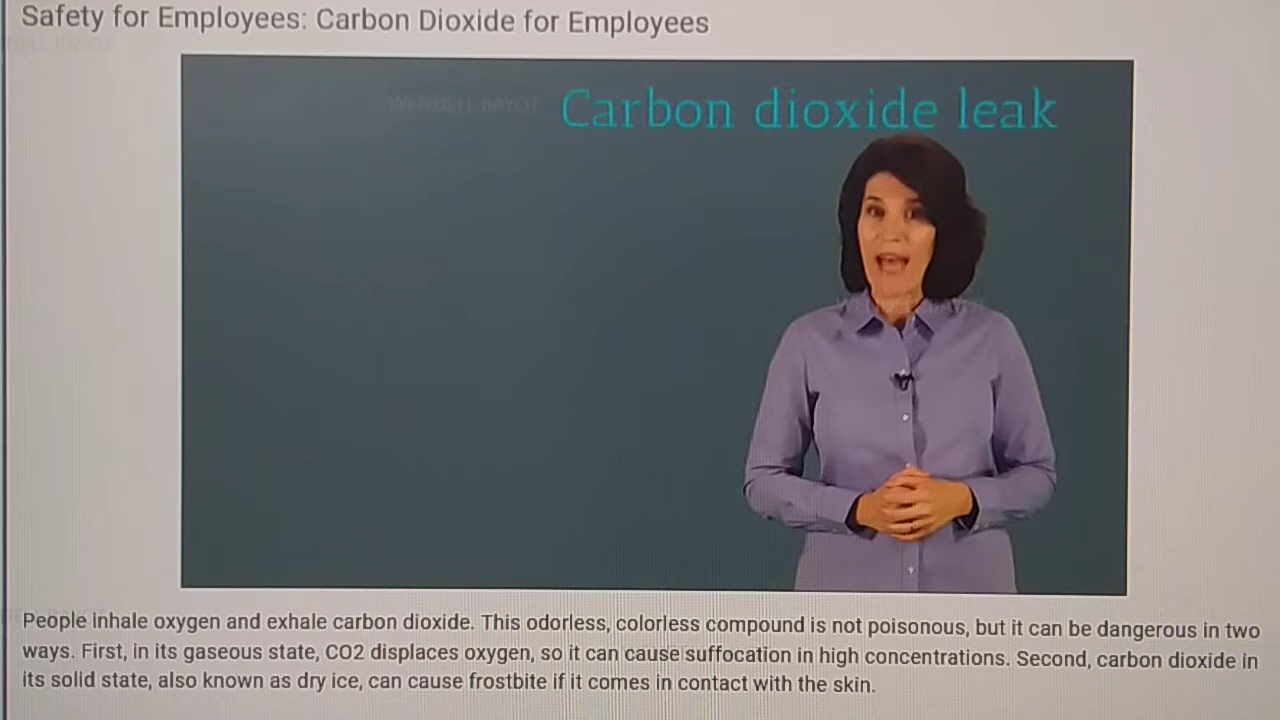 Safety for Employees: Carbon Dioxide for Employees
Carbon dioxide leak
People inhale oxygen and exhale carbon dioxide. This odorless, colorless compound is not poisonous, but it can be dangerous in two
ways. First, in its gaseous state, CO2 displaces oxygen, so it can cause suffocation in high concentrations. Second, carbon dioxide in
its solid state, also known as dry ice, can cause frostbite if it comes in contact with the skin.